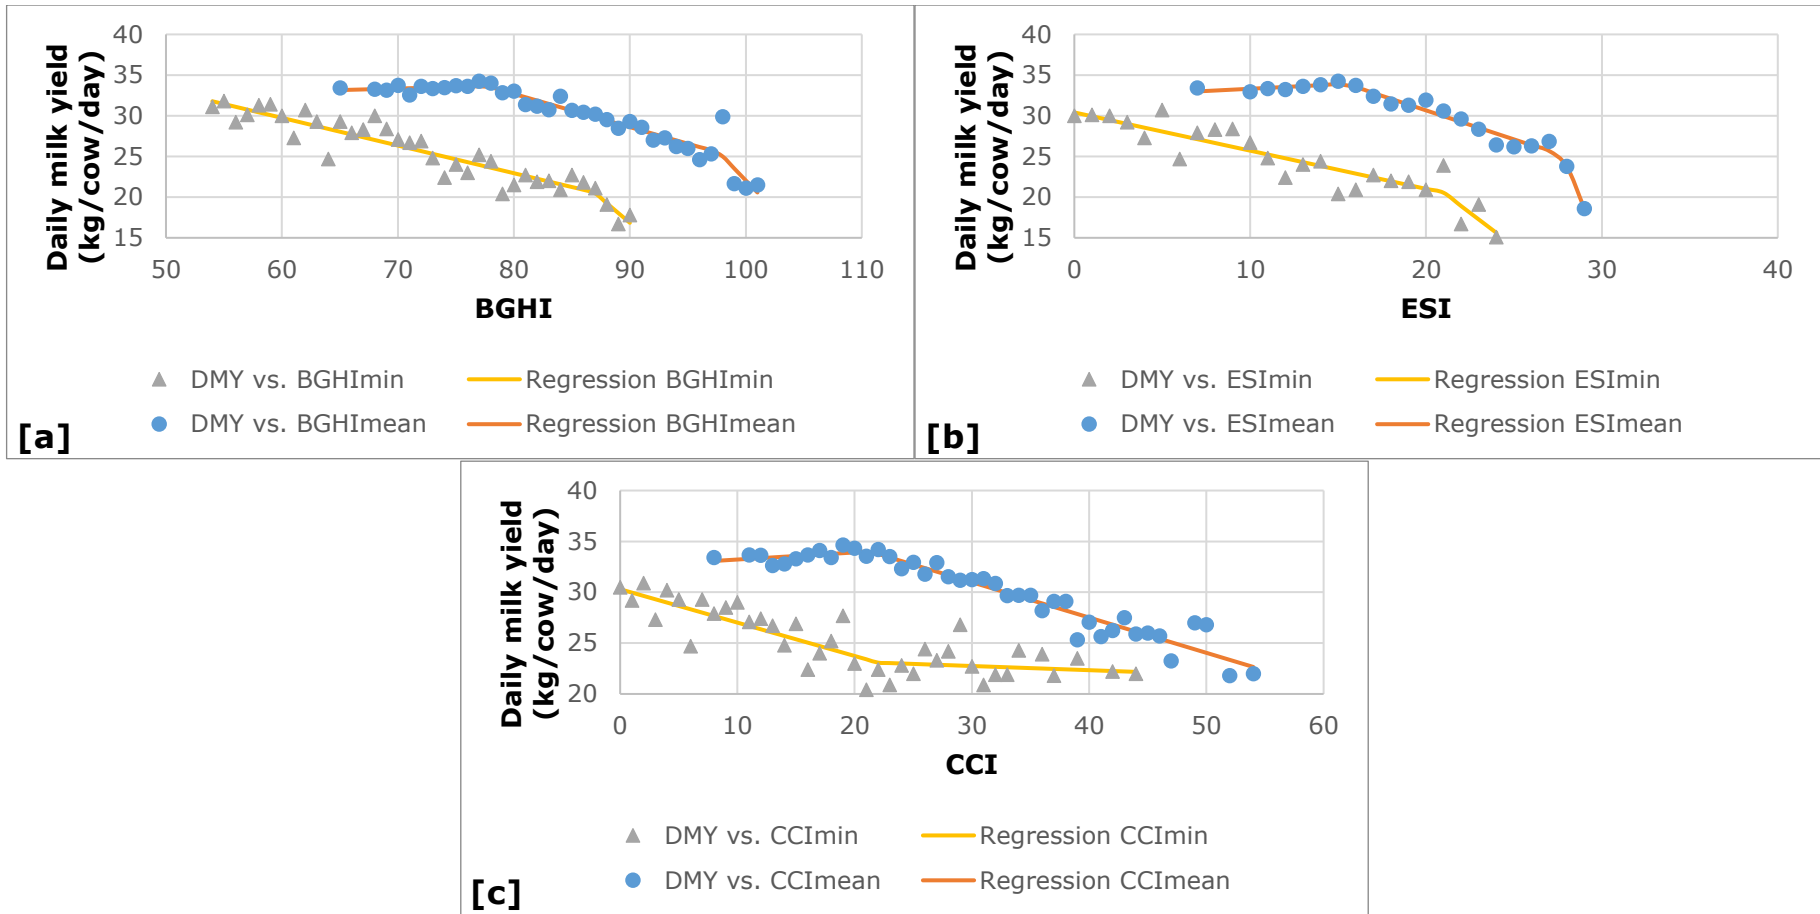 Daily milk yield
(kg/cow/day)
40
35
30
25
20
15
50 60 70 80 90 100 110
BGHI
DMY vs. BGHImin Regression BGHImin
DMY vs. BGHImean Regression BGHImean
[a]
Daily milk yield
(kg/cow/day)
40
35
30
25
20
15
0 10 20 30 40
ESI
DMY vs. ESImin Regression ESImin
DMY vs. ESImean Regression ESImean
[b]
Daily milk yield
(kg/cow/day)
40
35
30
25
20
0 10 20 30 40 50 60
CCI
DMY vs. CCImin Regression CCImin
DMY vs. CCImean Regression CCImean
[c]